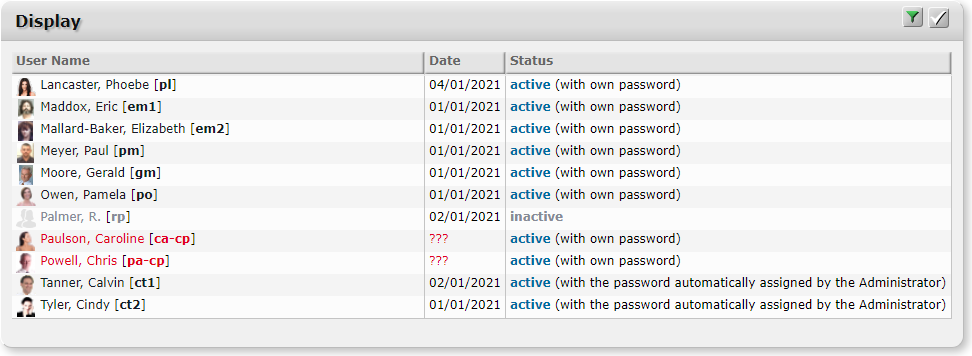 Display
User Name Date Status
Lancaster, Phoebe [pl] 04/01/2021 active (with own password)
Maddox, Eric [em1] 01/01/2021 active (with own password)
Mallard-Baker, Elizabeth [em2] 01/01/2021 active (with own password)
Meyer, Paul [pm] 01/01/2021 active (with own password)
Moore, Gerald [gm] 01/01/2021 active (with own password)
Owen, Pamela [po] 01/01/2021 active (with own password)
Palmer, R. [rp] 02/01/2021 inactive
Paulson, Caroline [ca-cp] ??? active (with own password)
Powell, Chris [pa-cp] ??? active (with own password)
Tanner, Calvin [ct1] 02/01/2021 active (with the password automatically assigned by the Administrator)
Tyler, Cindy [ct2] 01/01/2021 active (with the password automatically assigned by the Administrator)